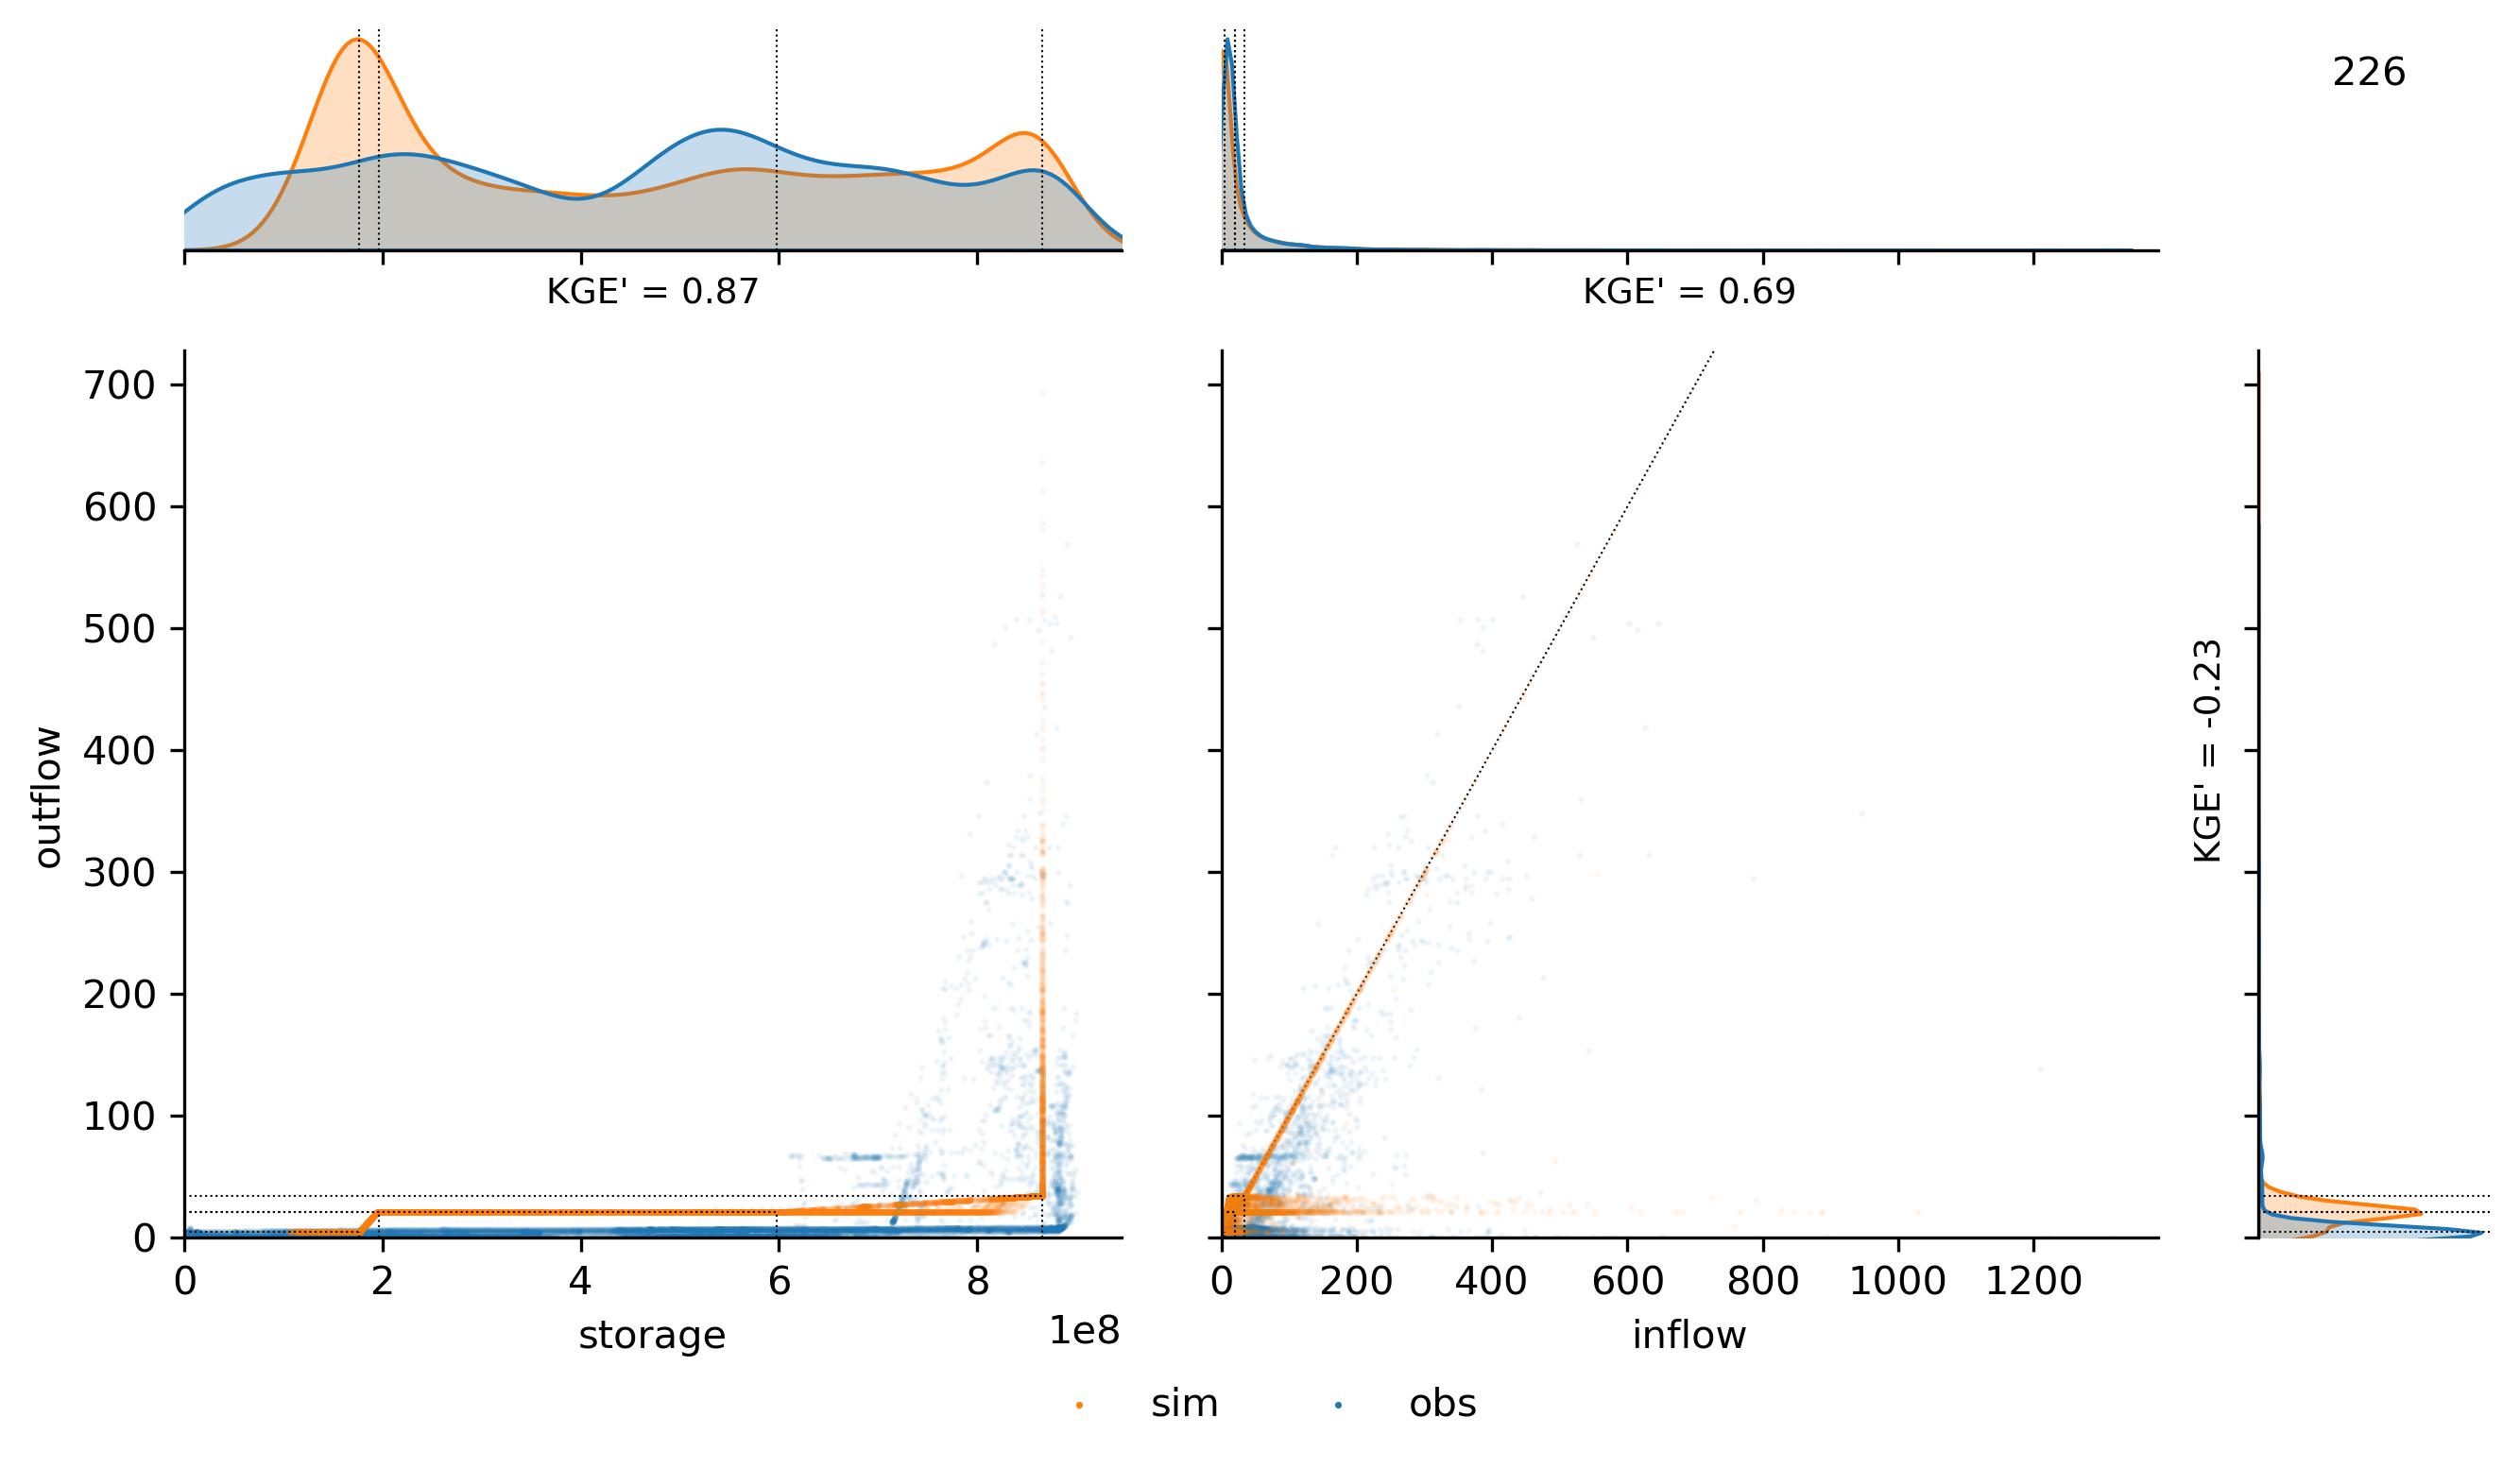 226
KGE' = 0.87
KGE' = 0.69
700
600
500
400
300
200
100
0
outflow
KGE' = -0.23
0 2 4 6 8
0 200 400 600 800 1000 1200
1e8
storage
inflow
sim obs